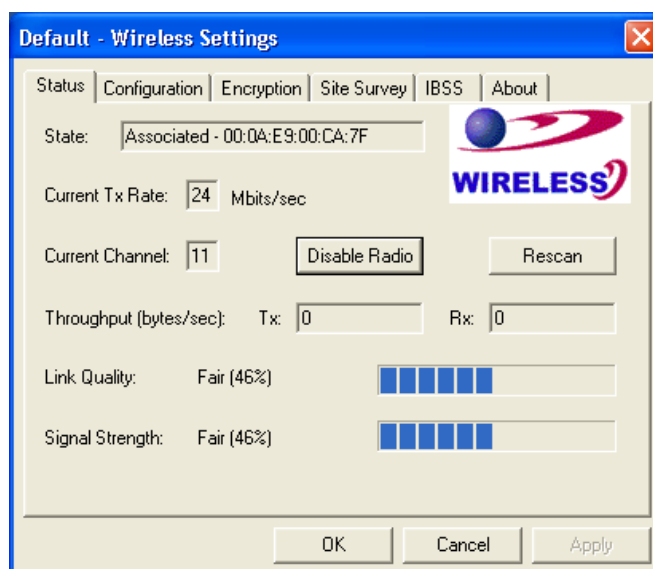 Default - Wireless Settings
Status Configuration Encryption Site Survey IBSS About
State: Associated - 00:0A:E9:00:CA:7F
WIRELESS
Current Tx Rate: 24 Mbits/sec
Current Channel: 11 Disable Radio Rescan
Throughput (bytes/sec): Tx: 0 Rx: 0
Link Quality: Fair (46%)
Signal Strength: Fair (46%)
OK Cancel Apply